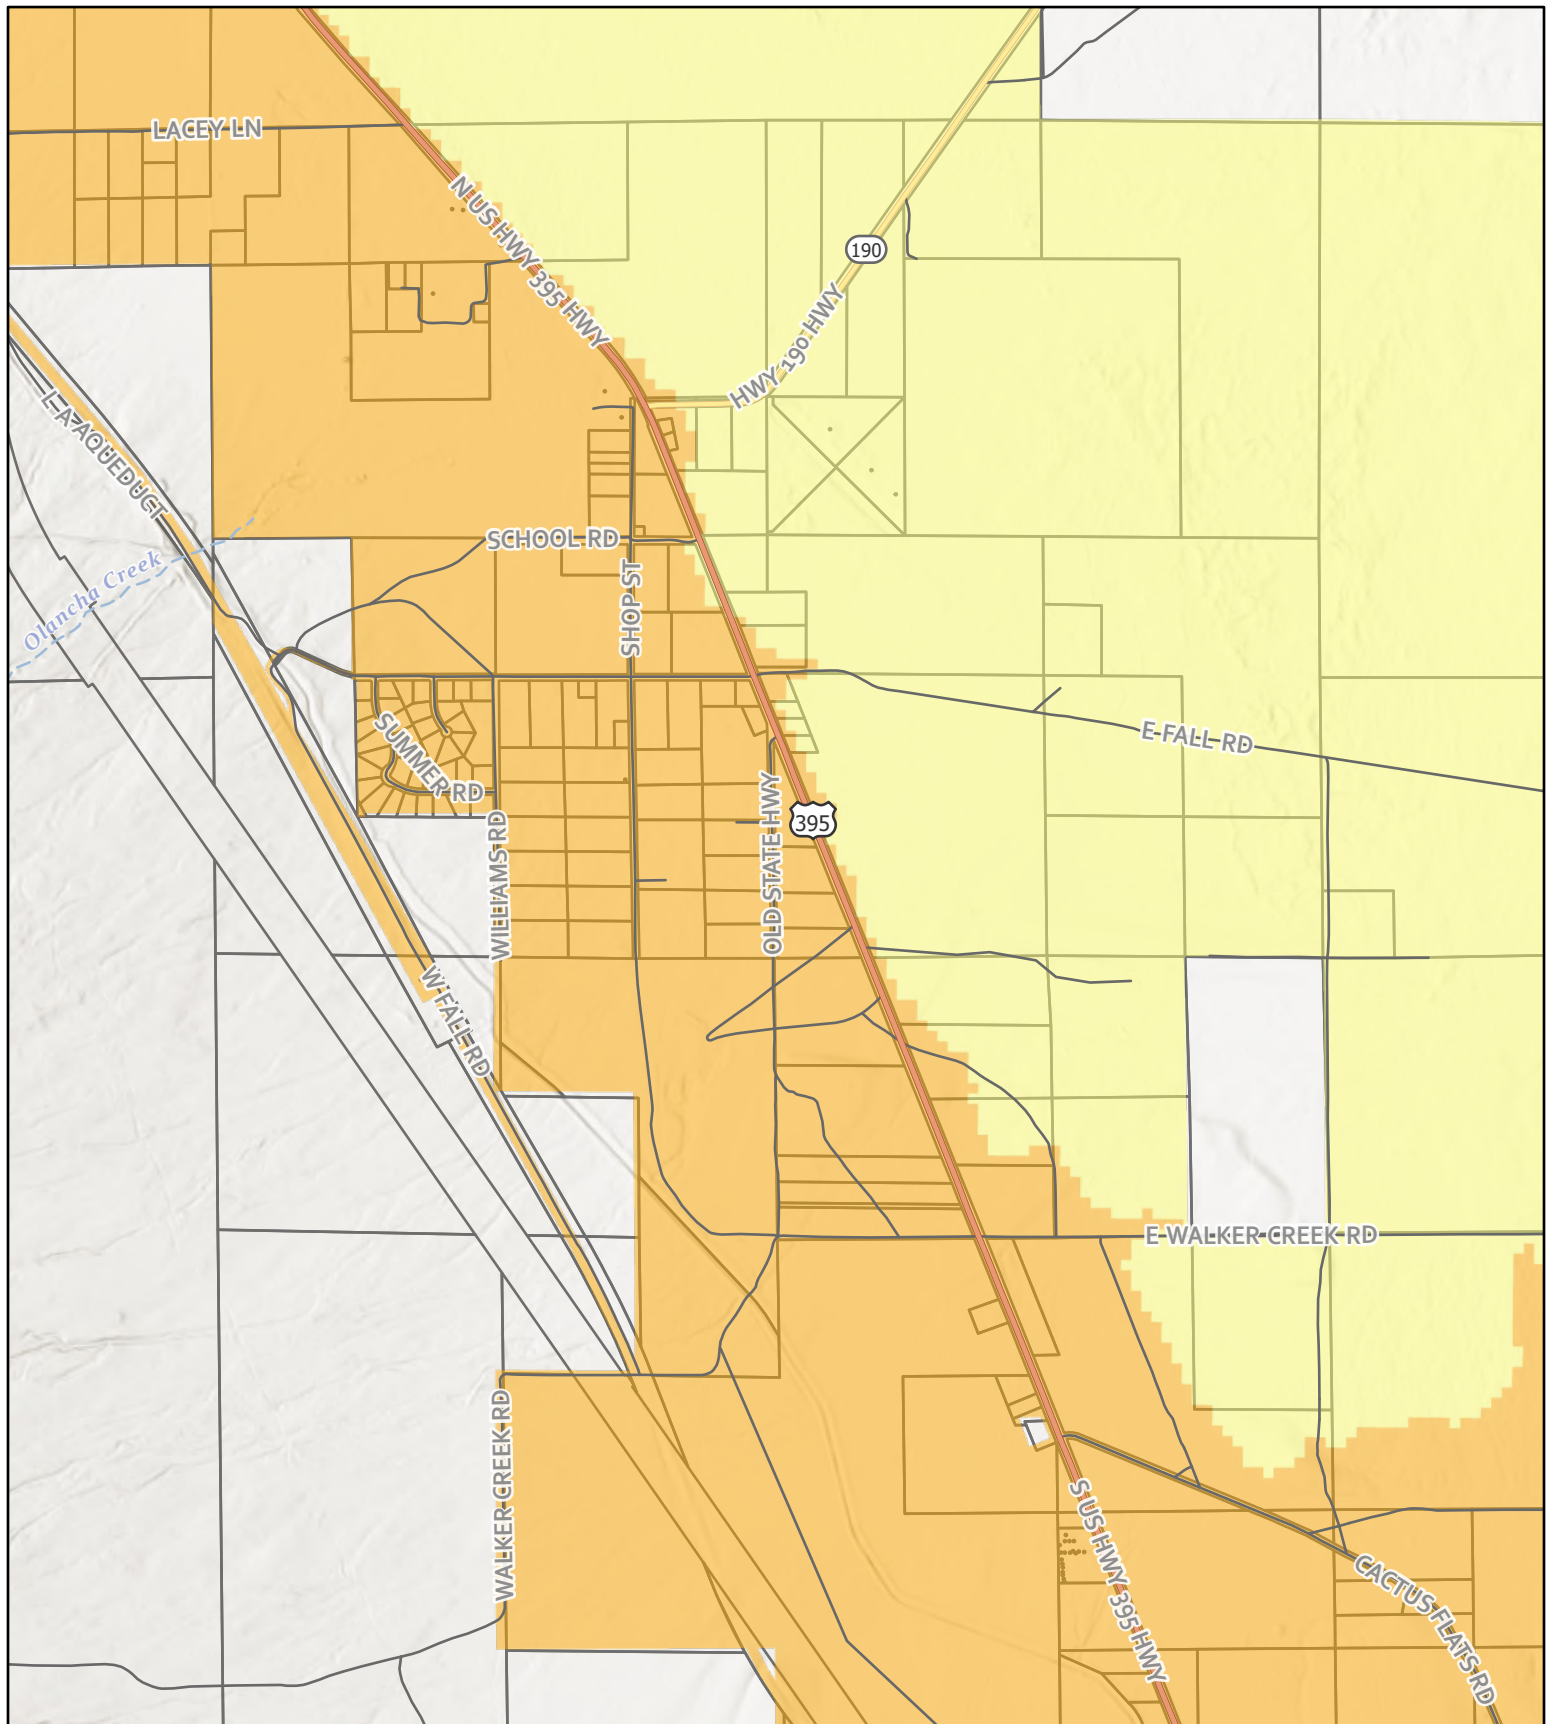 LACEY LN
N US HWY 395 HWY
190
HWY 190 HWY
L A AQUEDUCT
Olancha Creek
SCHOOL RD
SHOP ST
SUMMER RD
E FALL RD
395
OLD STATE HWY
WILLIAMS RD
W FALL RD
E WALKER CREEK RD
WALKER CREEK RD
S US HWY 395 HWY
CACTUS FLATS RD